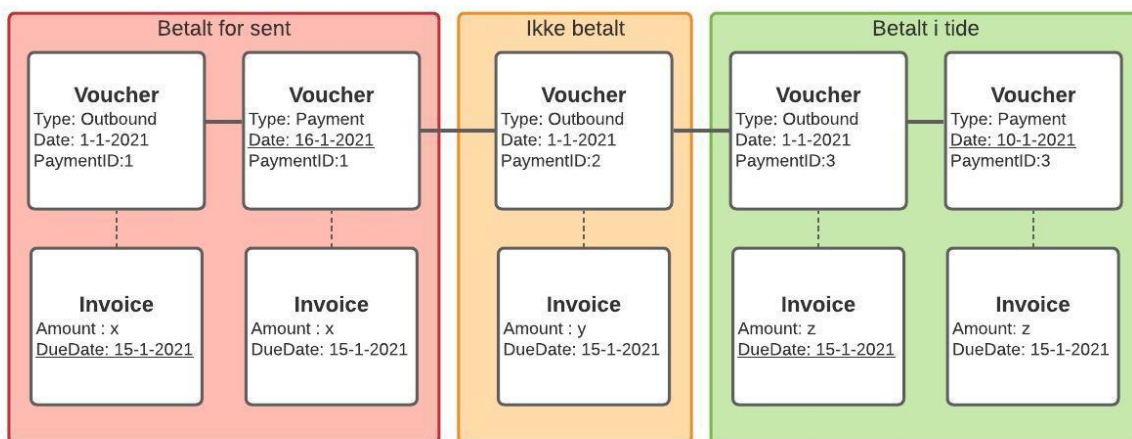 Betalt for sent
Voucher
Type: Outbound
Date: 1-1-2021
PaymentID:1
Voucher
Type: Payment
Date: 16-1-2021
PaymentID:1
Invoice
Amount : x
DueDate: 15-1-2021
Invoice
Amount : x
DueDate: 15-1-2021
Ikke betalt
Voucher
Type: Outbound
Date: 1-1-2021
PaymentID:2
Invoice
Amount : y
DueDate: 15-1-2021
Betalt i tide
Voucher
Type: Outbound
Date: 1-1-2021
PaymentID:3
Voucher
Type: Payment
Date: 10-1-2021
PaymentID:3
Invoice
Amount: z
DueDate: 15-1-2021
Invoice
Amount: z
DueDate: 15-1-2021